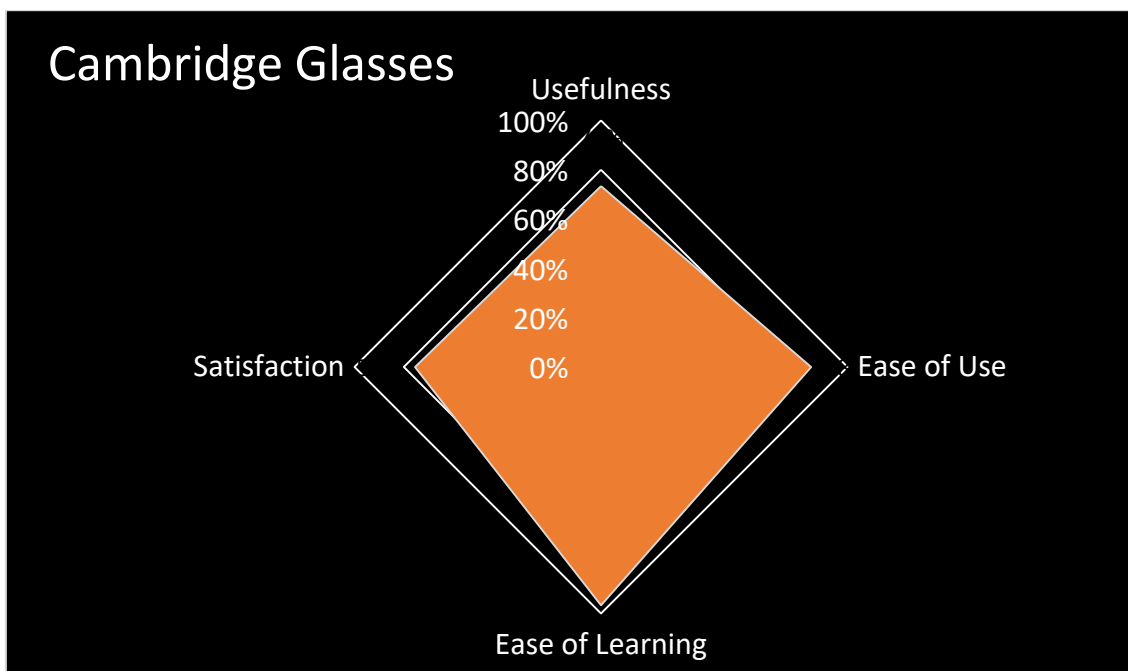 Cambridge Glasses
Usefulness
100%
80%
60%
40%
20%
0%
Satisfaction
Ease of Use
Ease of Learning